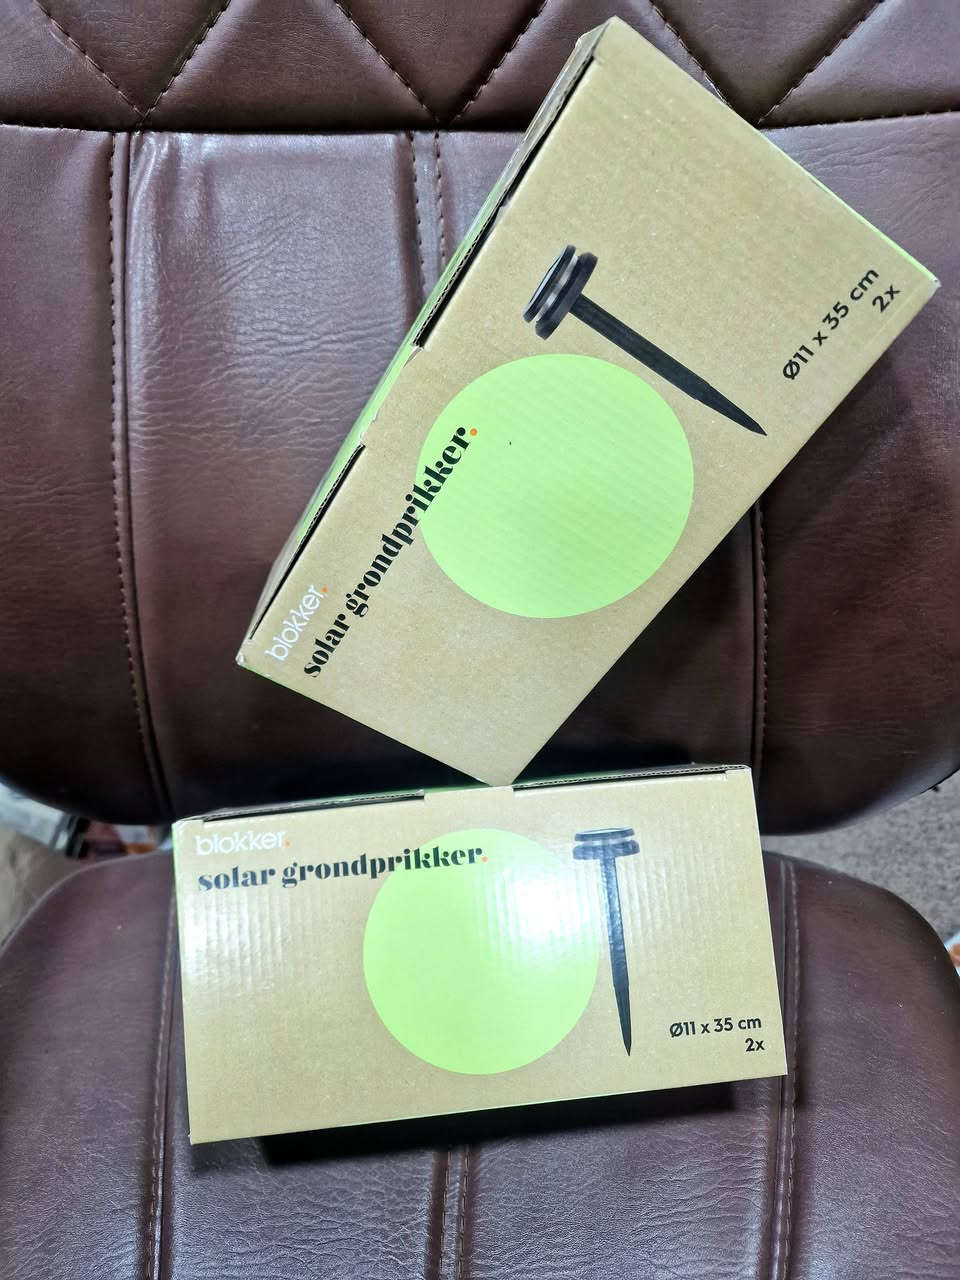 blokker.
solar grondprikker.
Ø11 x 35 cm
2x
blokker.
solar grondprikker.
Ø11 x 35 cm
2x